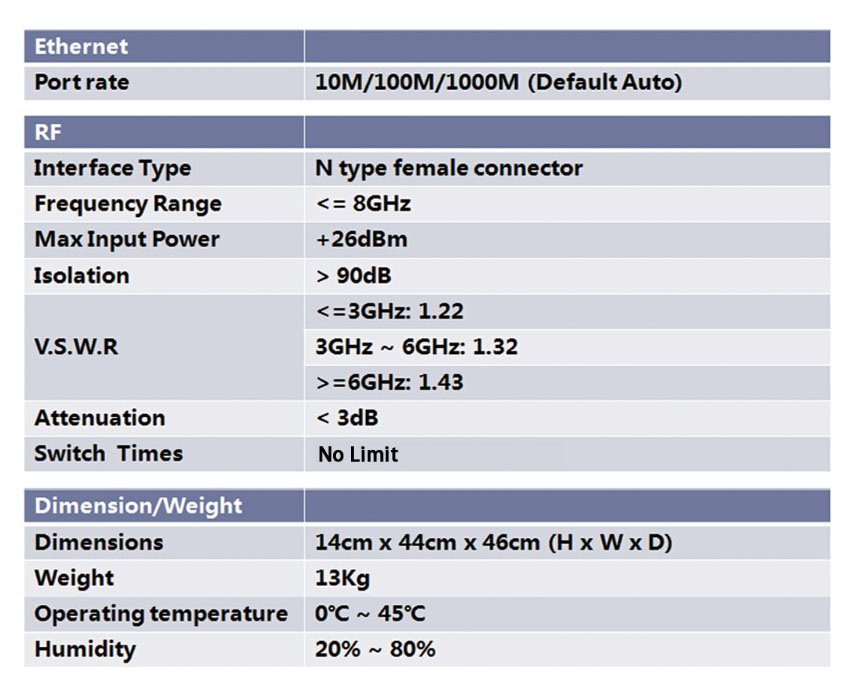 Ethernet
Port rate 10M/100M/1000M (Default Auto)
RF
Interface Type N type female connector
Frequency Range <= 8GHz
Max Input Power +26dBm
Isolation > 90dB
V.S.W.R <=3GHz: 1.22
3GHz ~ 6GHz: 1.32
>=6GHz: 1.43
Attenuation < 3dB
Switch Times No Limit
Dimension/Weight
Dimensions 14cm x 44cm x 46cm (H x W x D)
Weight 13Kg
Operating temperature 0℃ ~ 45℃
Humidity 20% ~ 80%